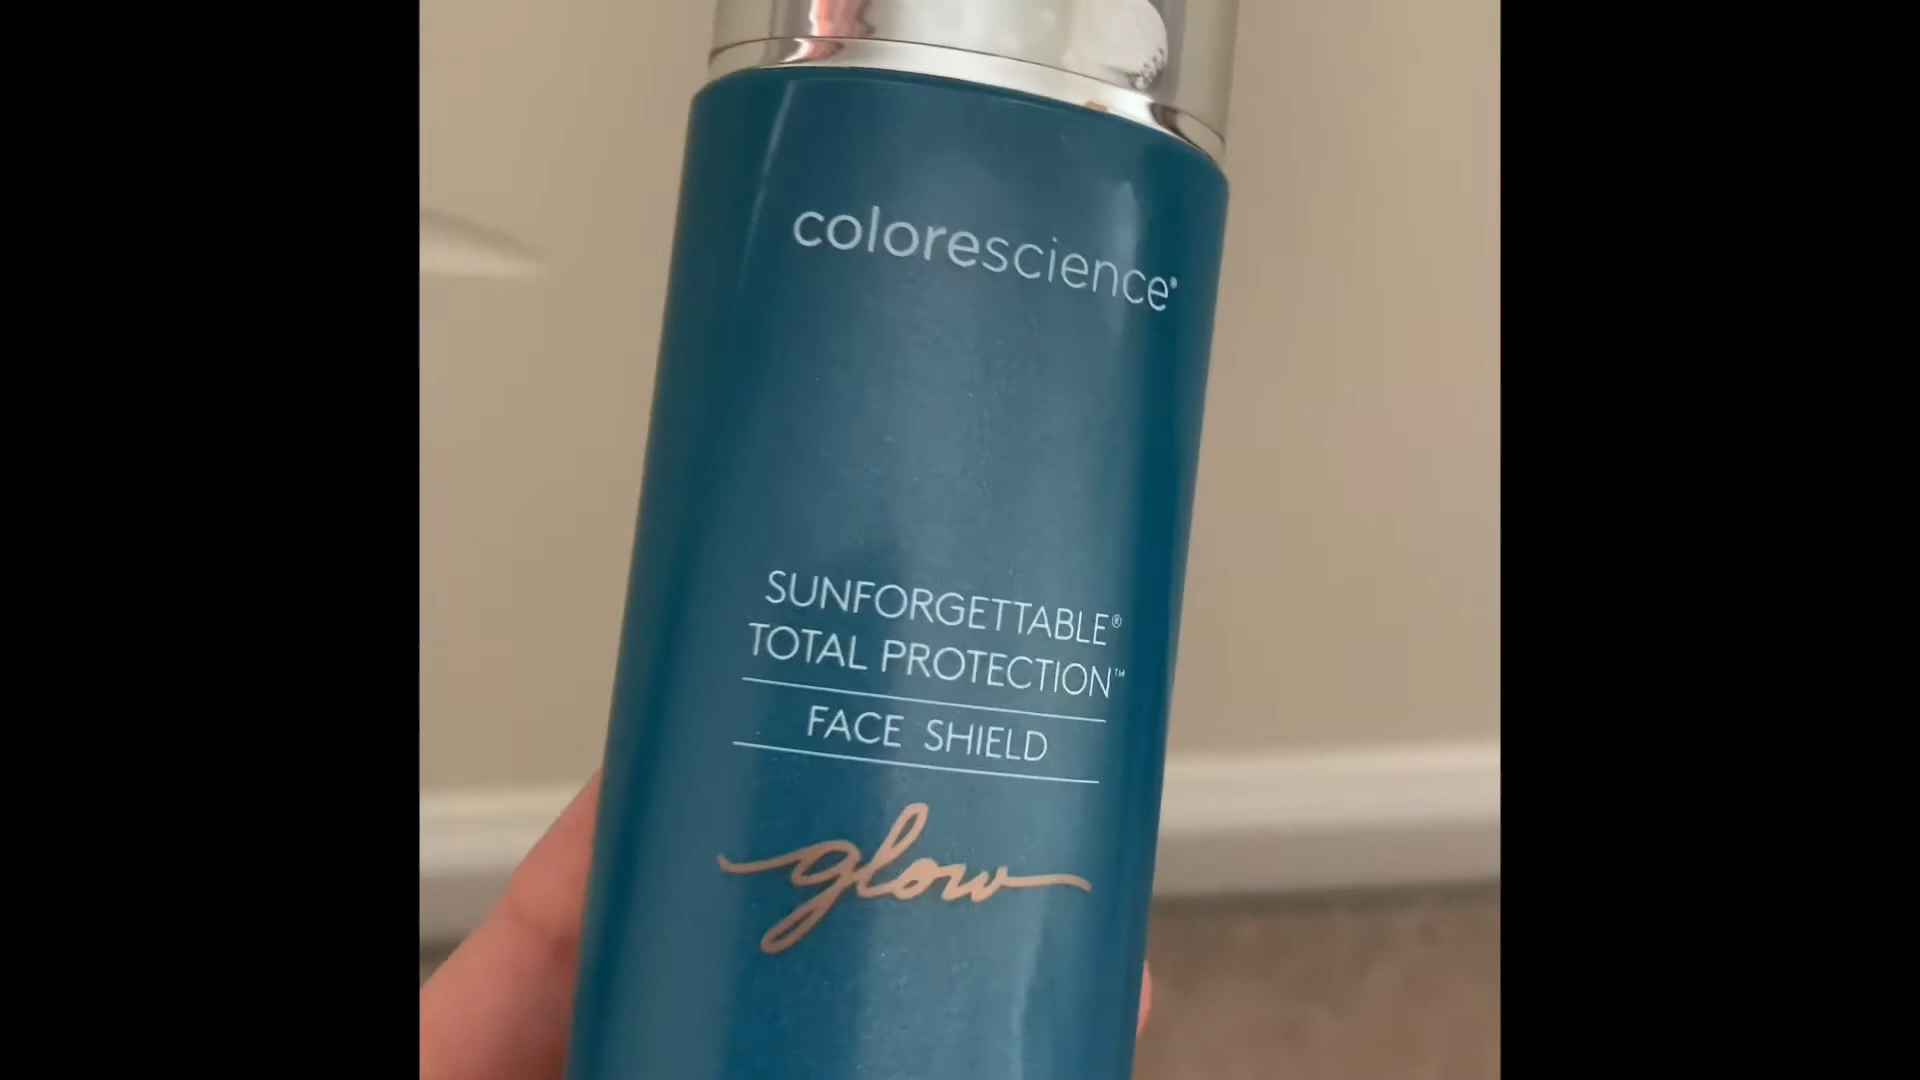 colorescience®
SUNFORGETTABLE®
TOTAL PROTECTION™
FACE SHIELD
glow